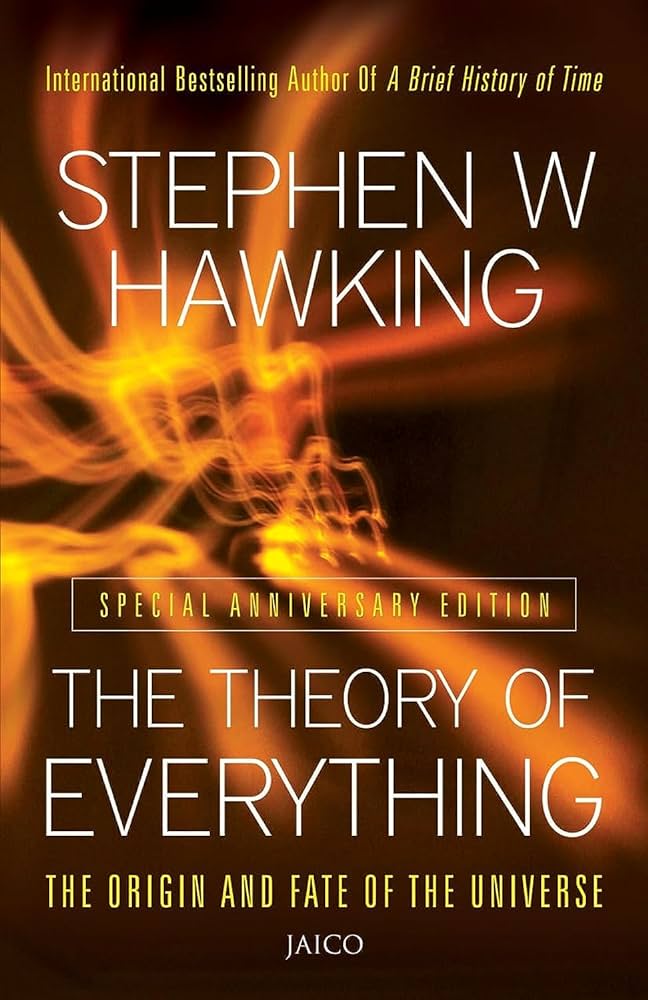 International Bestselling Author Of A Brief History of Time
STEPHEN W
HAWKING
SPECIAL ANNIVERSARY EDITION
THE THEORY OF
EVERYTHING
THE ORIGIN AND FATE OF THE UNIVERSE
JAICO